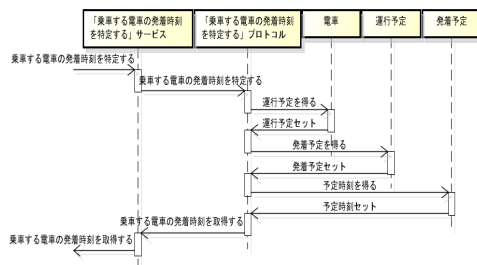 「乗車する電車の発着時刻
を特定する」サービス
「乗車する電車の発着時刻
を特定する」プロトコル
電車
運行予定
発着予定
乗車する電車の発着時刻を特定する
乗車する電車の発着時刻を特定する
運行予定を得る
運行予定セット
発着予定を得る
発着予定セット
予定時刻を得る
予定時刻セット
乗車する電車の発着時刻を取得する
乗車する電車の発着時刻を取得する